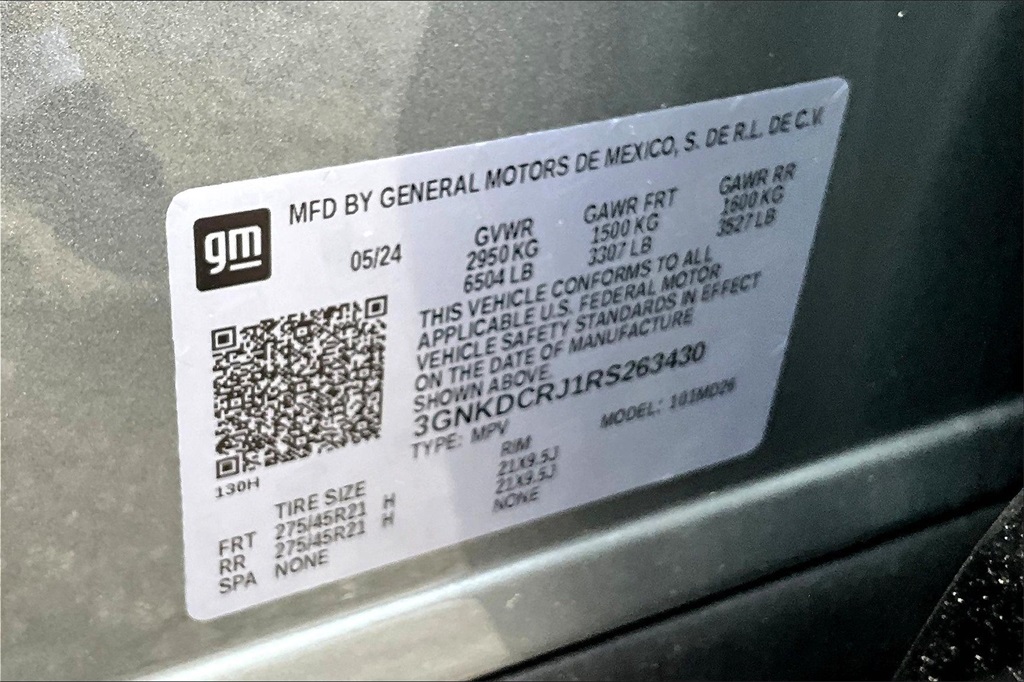 MFD BY GENERAL MOTORS DE MEXICO, S. DE R.L. DE C.V.
gm
05/24
GVWR GAWR FRT GAWR RR
2950 KG 1500 KG 1600 KG
6504 LB 3307 LB 3527 LB
THIS VEHICLE CONFORMS TO ALL
APPLICABLE U.S. FEDERAL MOTOR
VEHICLE SAFETY STANDARDS IN EFFECT
ON THE DATE OF MANUFACTURE
SHOWN ABOVE.
3GNKDCRJ1RS263430
TYPE: MPV MODEL: 101MD26
130H
TIRE SIZE RIM
FRT 275/45R21 H 21X9.5J
RR 275/45R21 H 21X9.5J
SPA NONE NONE